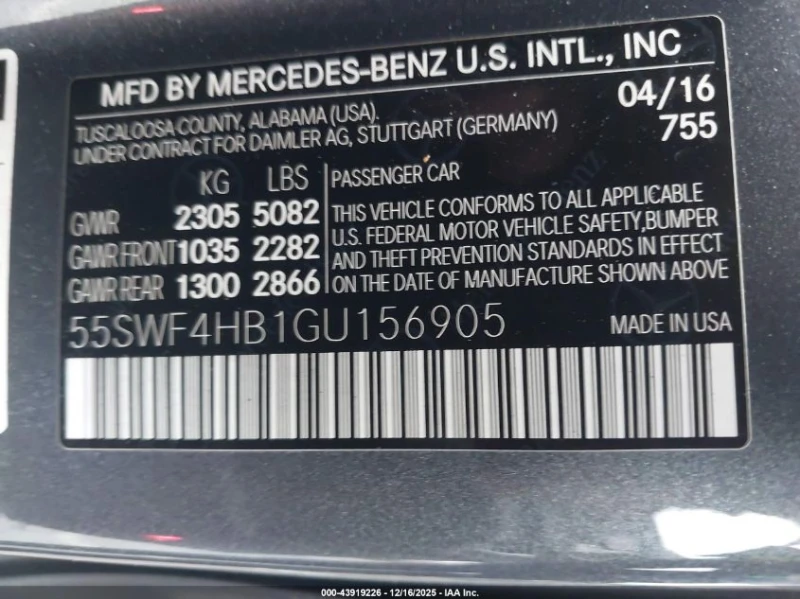 MFD BY MERCEDES-BENZ U.S. INTL., INC
TUSCALOOSA COUNTY, ALABAMA (USA).
UNDER CONTRACT FOR DAIMLER AG, STUTTGART (GERMANY)
04/16
755
KG LBS
GVWR 2305 5082
GAWR FRONT 1035 2282
GAWR REAR 1300 2866
PASSENGER CAR
THIS VEHICLE CONFORMS TO ALL APPLICABLE
U.S. FEDERAL MOTOR VEHICLE SAFETY,BUMPER
AND THEFT PREVENTION STANDARDS IN EFFECT
ON THE DATE OF MANUFACTURE SHOWN ABOVE
55SWF4HB1GU156905
MADE IN USA
000-43919226 - 12/16/2025 - IAA Inc.